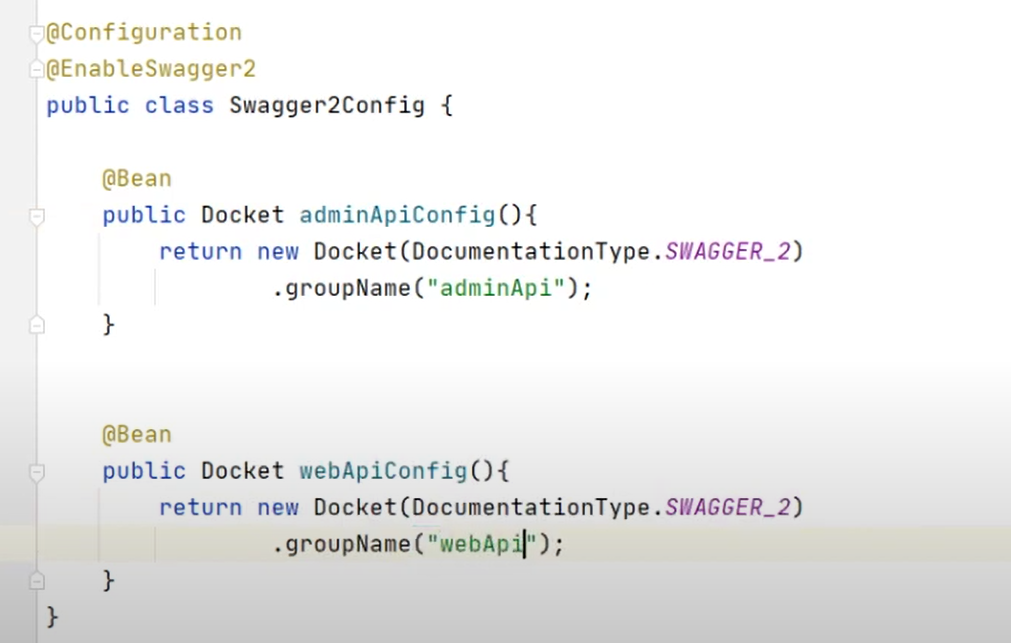 @Configuration
@EnableSwagger2
public class Swagger2Config {
@Bean
public Docket adminApiConfig(){
return new Docket(DocumentationType.SWAGGER_2)
.groupName("adminApi");
}
@Bean
public Docket webApiConfig(){
return new Docket(DocumentationType.SWAGGER_2)
.groupName("webApi");
}
}